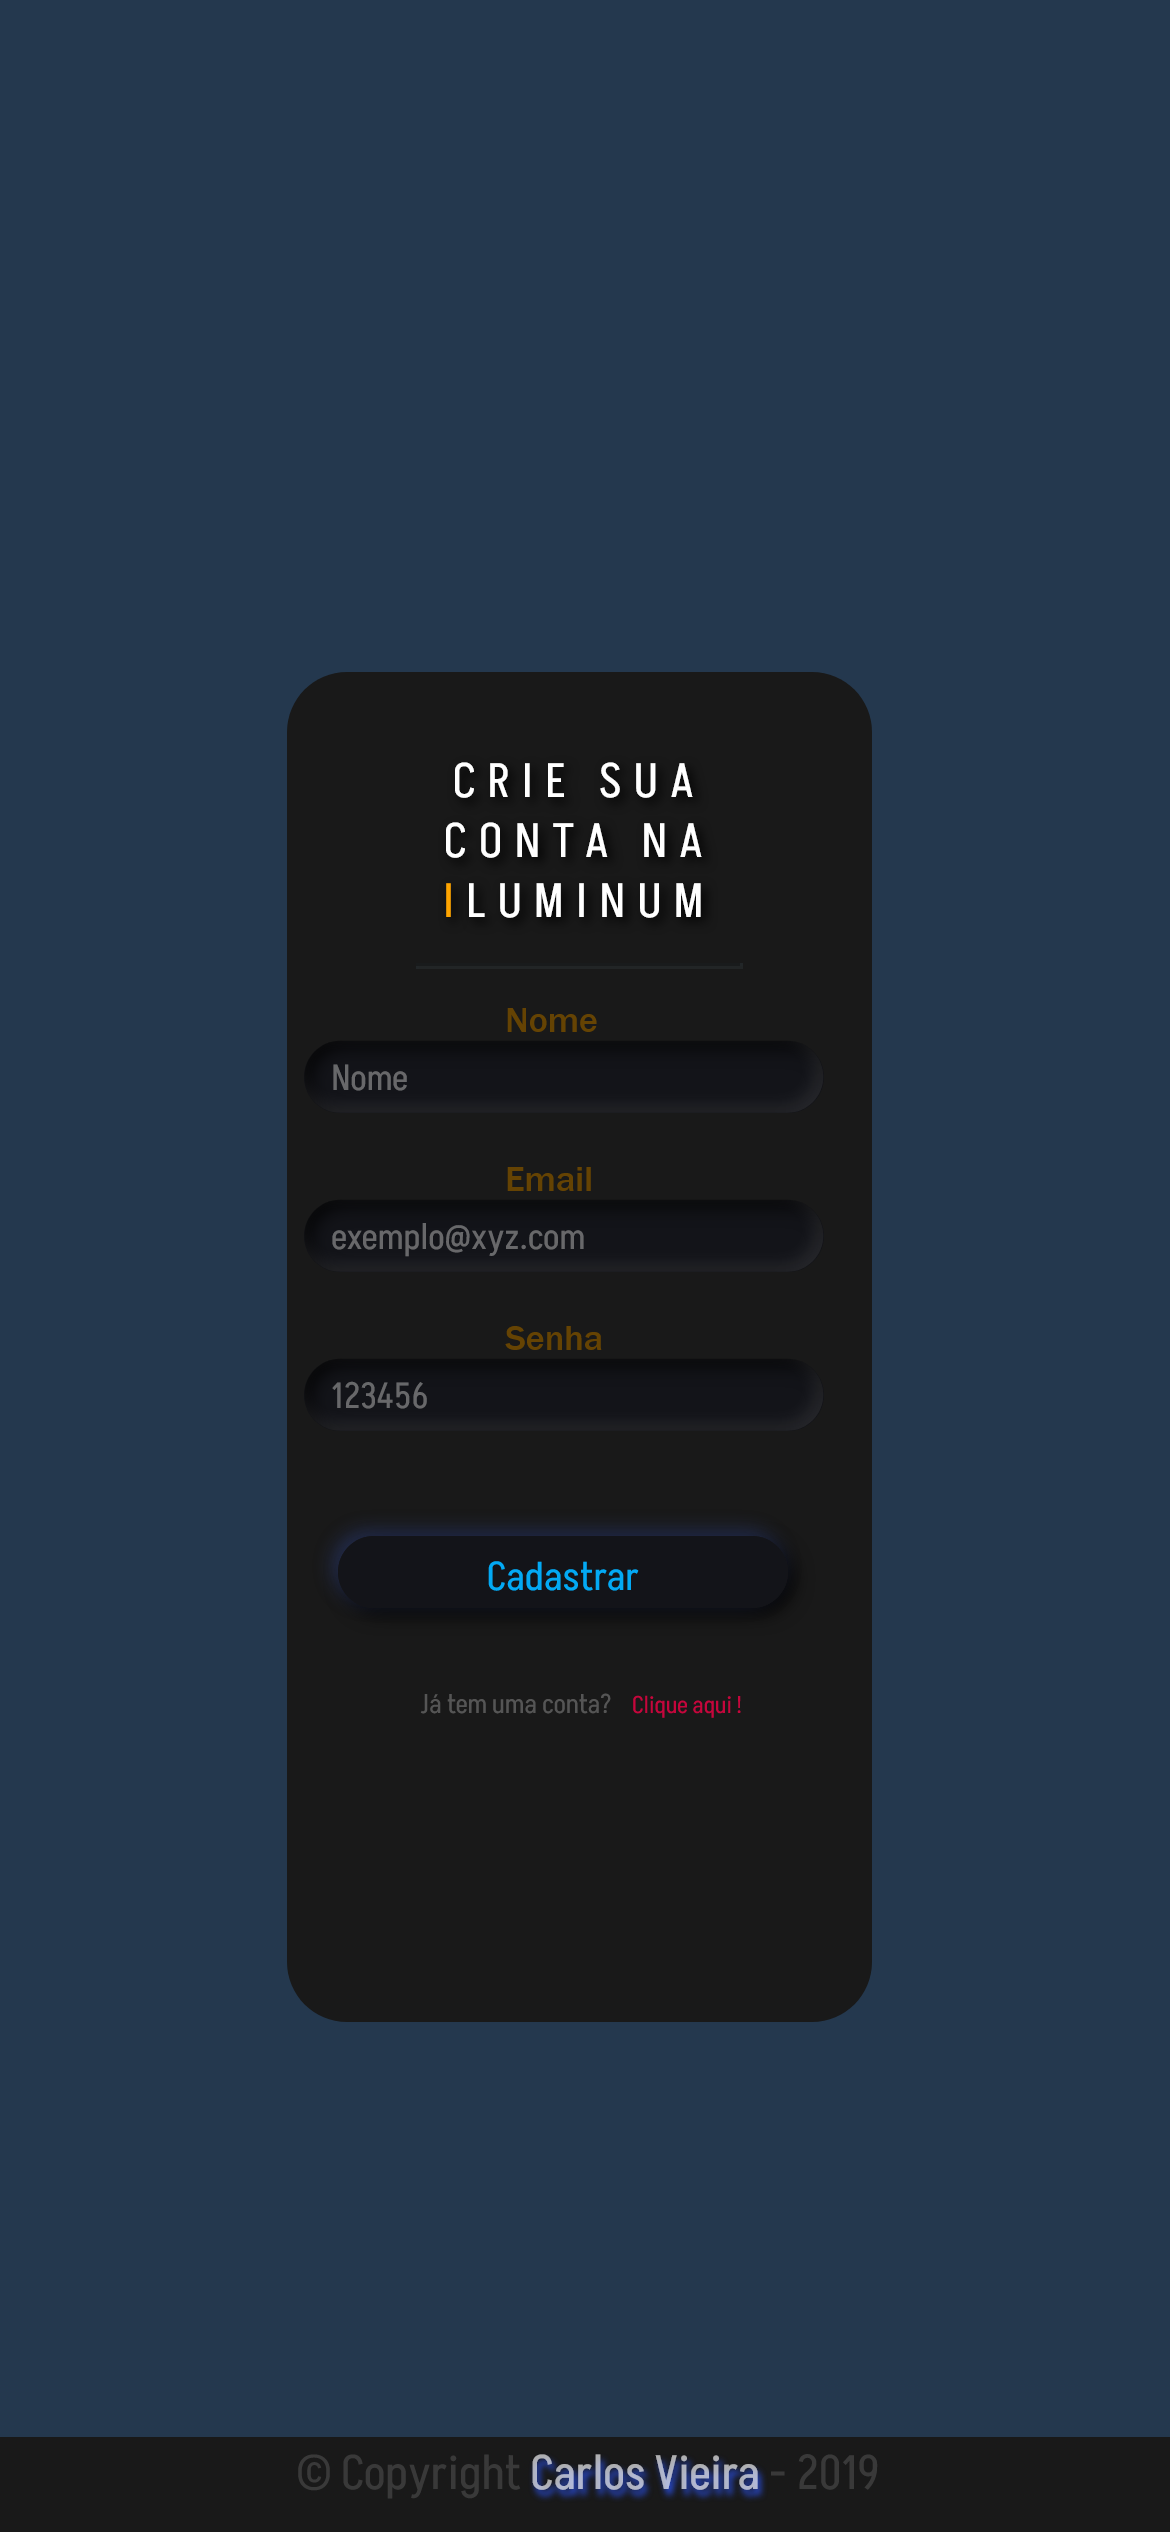 CRIE SUA
CONTA NA
ILUMINUM
Nome
Nome
Email
exemplo@xyz.com
Senha
123456
Cadastrar
Já tem uma conta? Clique aqui !
© Copyright Carlos Vieira - 2019